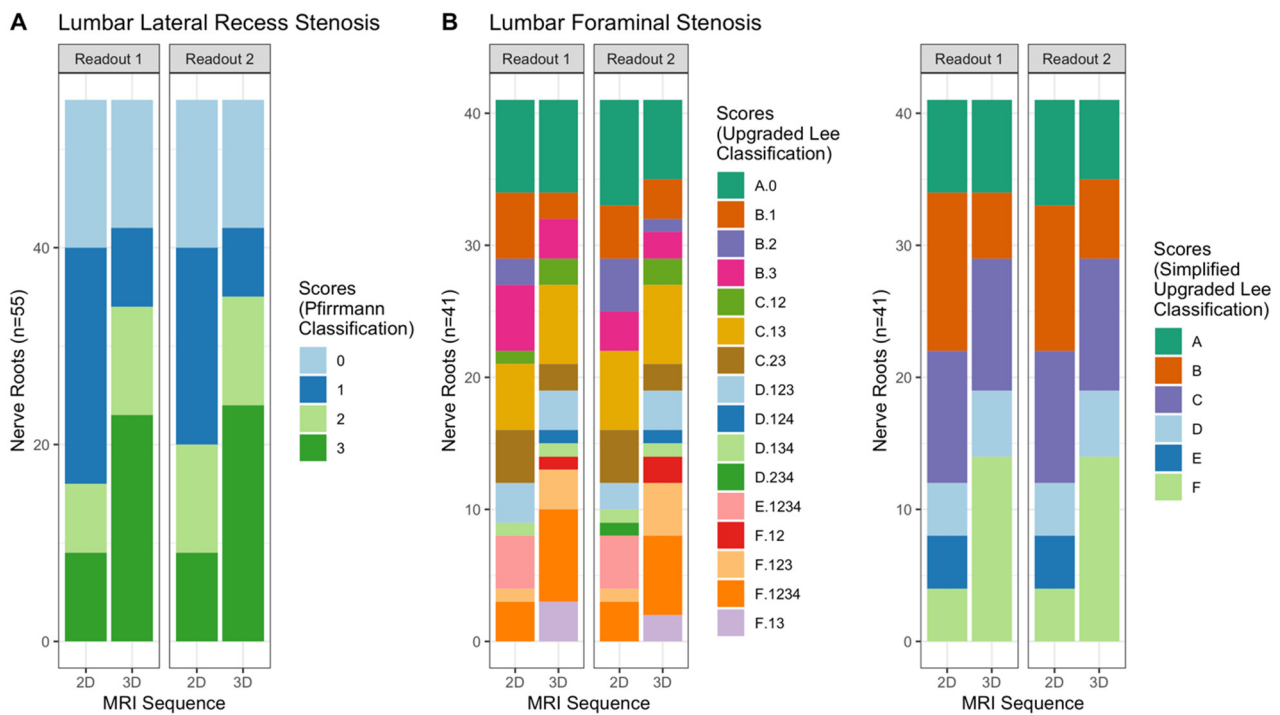 A Lumbar Lateral Recess Stenosis
Readout 1
Readout 2
40
20
0
Nerve Roots (n=55)
2D
3D
2D
3D
MRI Sequence
Scores
(Pfirrmann
Classification)
0
1
2
3
B Lumbar Foraminal Stenosis
Readout 1
Readout 2
40
30
20
10
0
Nerve Roots (n=41)
2D
3D
2D
3D
MRI Sequence
Scores
(Upgraded Lee
Classification)
A.0
B.1
B.2
B.3
C.12
C.13
C.23
D.123
D.124
D.134
D.234
E.1234
F.12
F.123
F.1234
F.13
Readout 1
Readout 2
40
30
20
10
0
Nerve Roots (n=41)
2D
3D
2D
3D
MRI Sequence
Scores
(Simplified
Upgraded Lee
Classification)
A
B
C
D
E
F